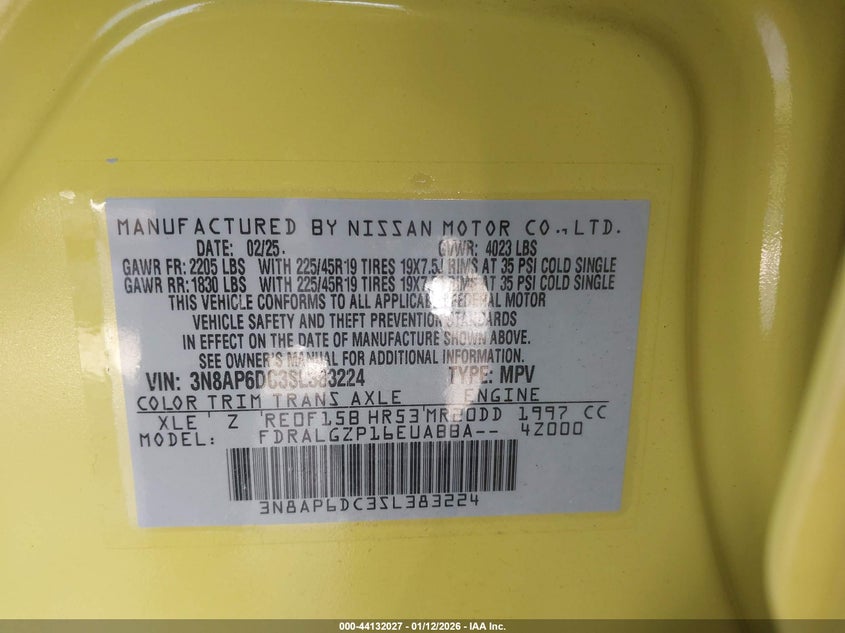 MANUFACTURED BY NISSAN MOTOR CO.,LTD.
DATE: 02/25. GVWR: 4023 LBS
GAWR FR: 2205 LBS WITH 225/45R19 TIRES 19X7.5J RIMS AT 35 PSI COLD SINGLE
GAWR RR: 1830 LBS WITH 225/45R19 TIRES 19X7.5J RIMS AT 35 PSI COLD SINGLE
THIS VEHICLE CONFORMS TO ALL APPLICABLE FEDERAL MOTOR
VEHICLE SAFETY AND THEFT PREVENTION STANDARDS
IN EFFECT ON THE DATE OF MANUFACTURE SHOWN ABOVE.
SEE OWNER'S MANUAL FOR ADDITIONAL INFORMATION
VIN: 3N8AP6DC3SL383224 TYPE: MPV
COLOR TRIM TRANS AXLE ENGINE
XLE ' Z 'RE0F15B HR53'MR20DD 1997 CC
MODEL: FDRALGZP16EUABBA-- 4Z000
3N8AP6DC3SL383224
000-44132027 - 01/12/2026 - IAA Inc.